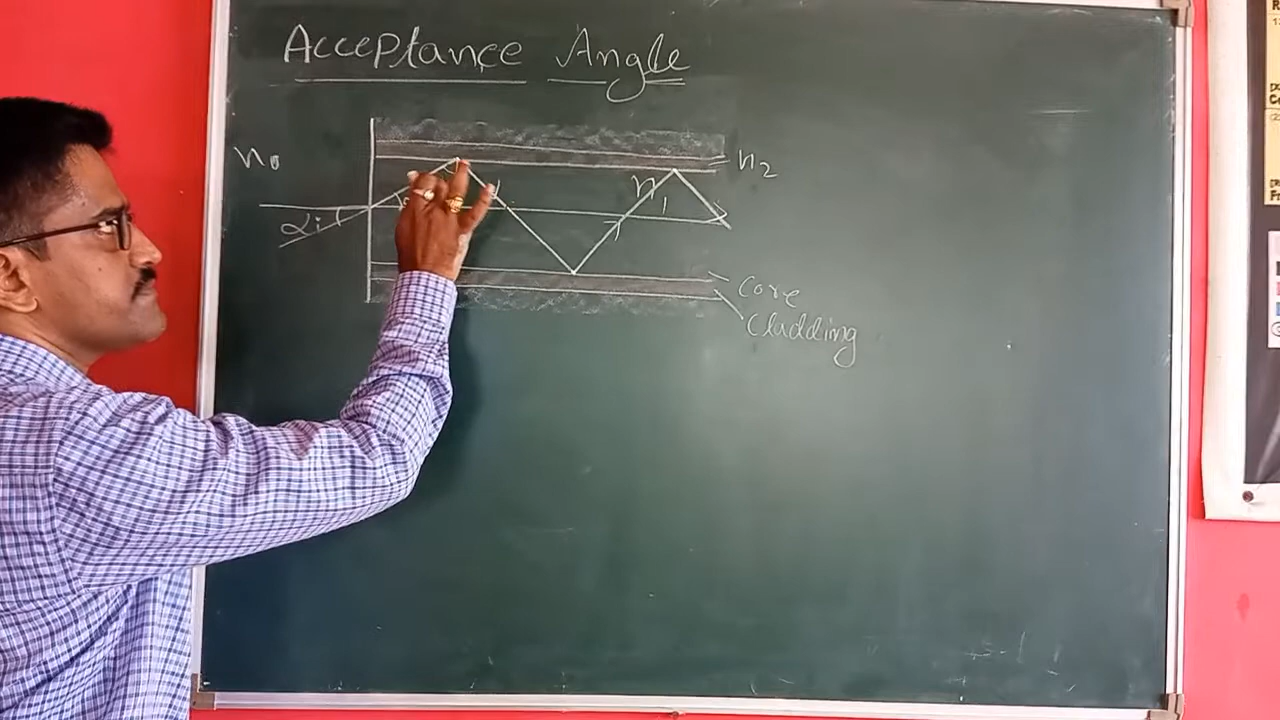 Acceptance Angle
n₀
n₂
n₁
αi
Core
Cladding